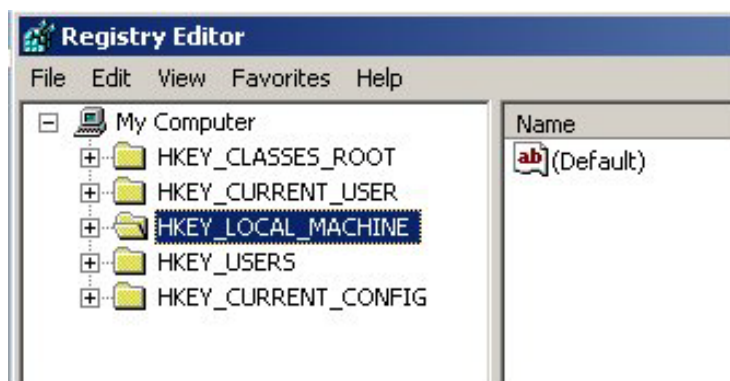 Registry Editor
File Edit View Favorites Help
My Computer
HKEY_CLASSES_ROOT
HKEY_CURRENT_USER
HKEY_LOCAL_MACHINE
HKEY_USERS
HKEY_CURRENT_CONFIG
Name
ab (Default)